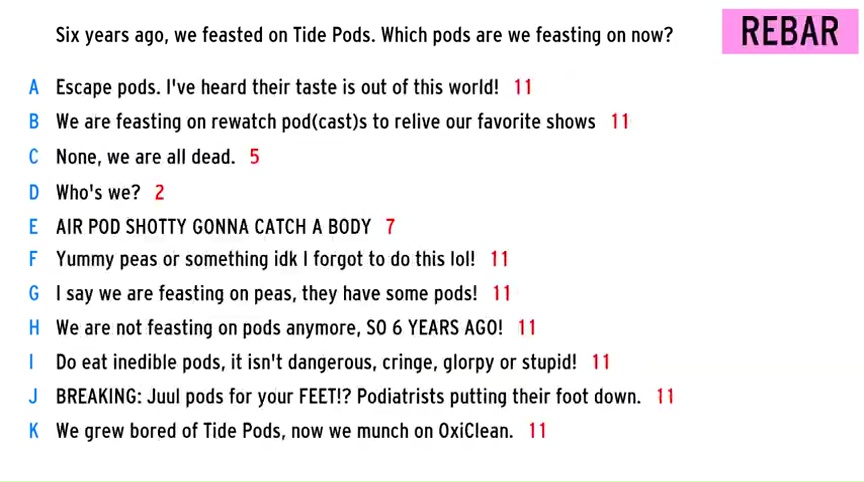 Six years ago, we feasted on Tide Pods. Which pods are we feasting on now?
REBAR
A Escape pods. I've heard their taste is out of this world! 11
B We are feasting on rewatch pod(cast)s to relive our favorite shows 11
C None, we are all dead. 5
D Who's we? 2
E AIR POD SHOTTY GONNA CATCH A BODY 7
F Yummy peas or something idk I forgot to do this lol! 11
G I say we are feasting on peas, they have some pods! 11
H We are not feasting on pods anymore, SO 6 YEARS AGO! 11
I Do eat inedible pods, it isn't dangerous, cringe, glorpy or stupid! 11
J BREAKING: Juul pods for your FEET!? Podiatrists putting their foot down. 11
K We grew bored of Tide Pods, now we munch on OxiClean. 11